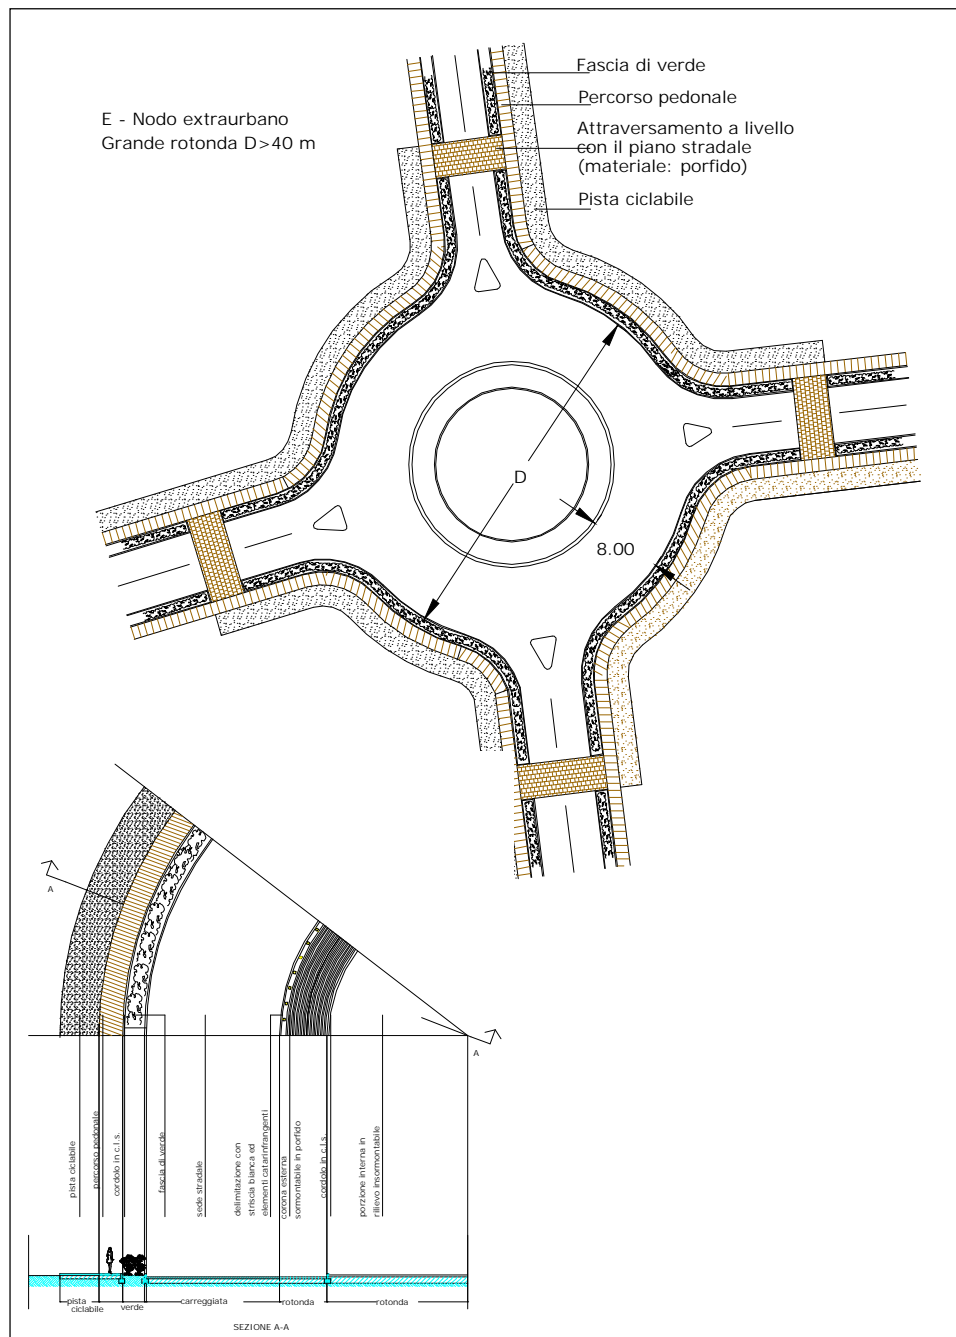 E - Nodo extraurbano
Grande rotonda D>40 m
Fascia di verde
Percorso pedonale
Attraversamento a livello
con il piano stradale
(materiale: porfido)
Pista ciclabile
D
8.00
A
A
pista ciclabile
percorso pedonale
cordolo in c.l.s.
fascia di verde
sede stradale
delimitazione con
striscia bianca ed
elementi catarinfrangenti
corona esterna
sormontabile in porfido
cordolo in c.l.s.
porzione interna in
rilievo insormontabile
pista
ciclabile
verde
carreggiata
rotonda
rotonda
SEZIONE A-A